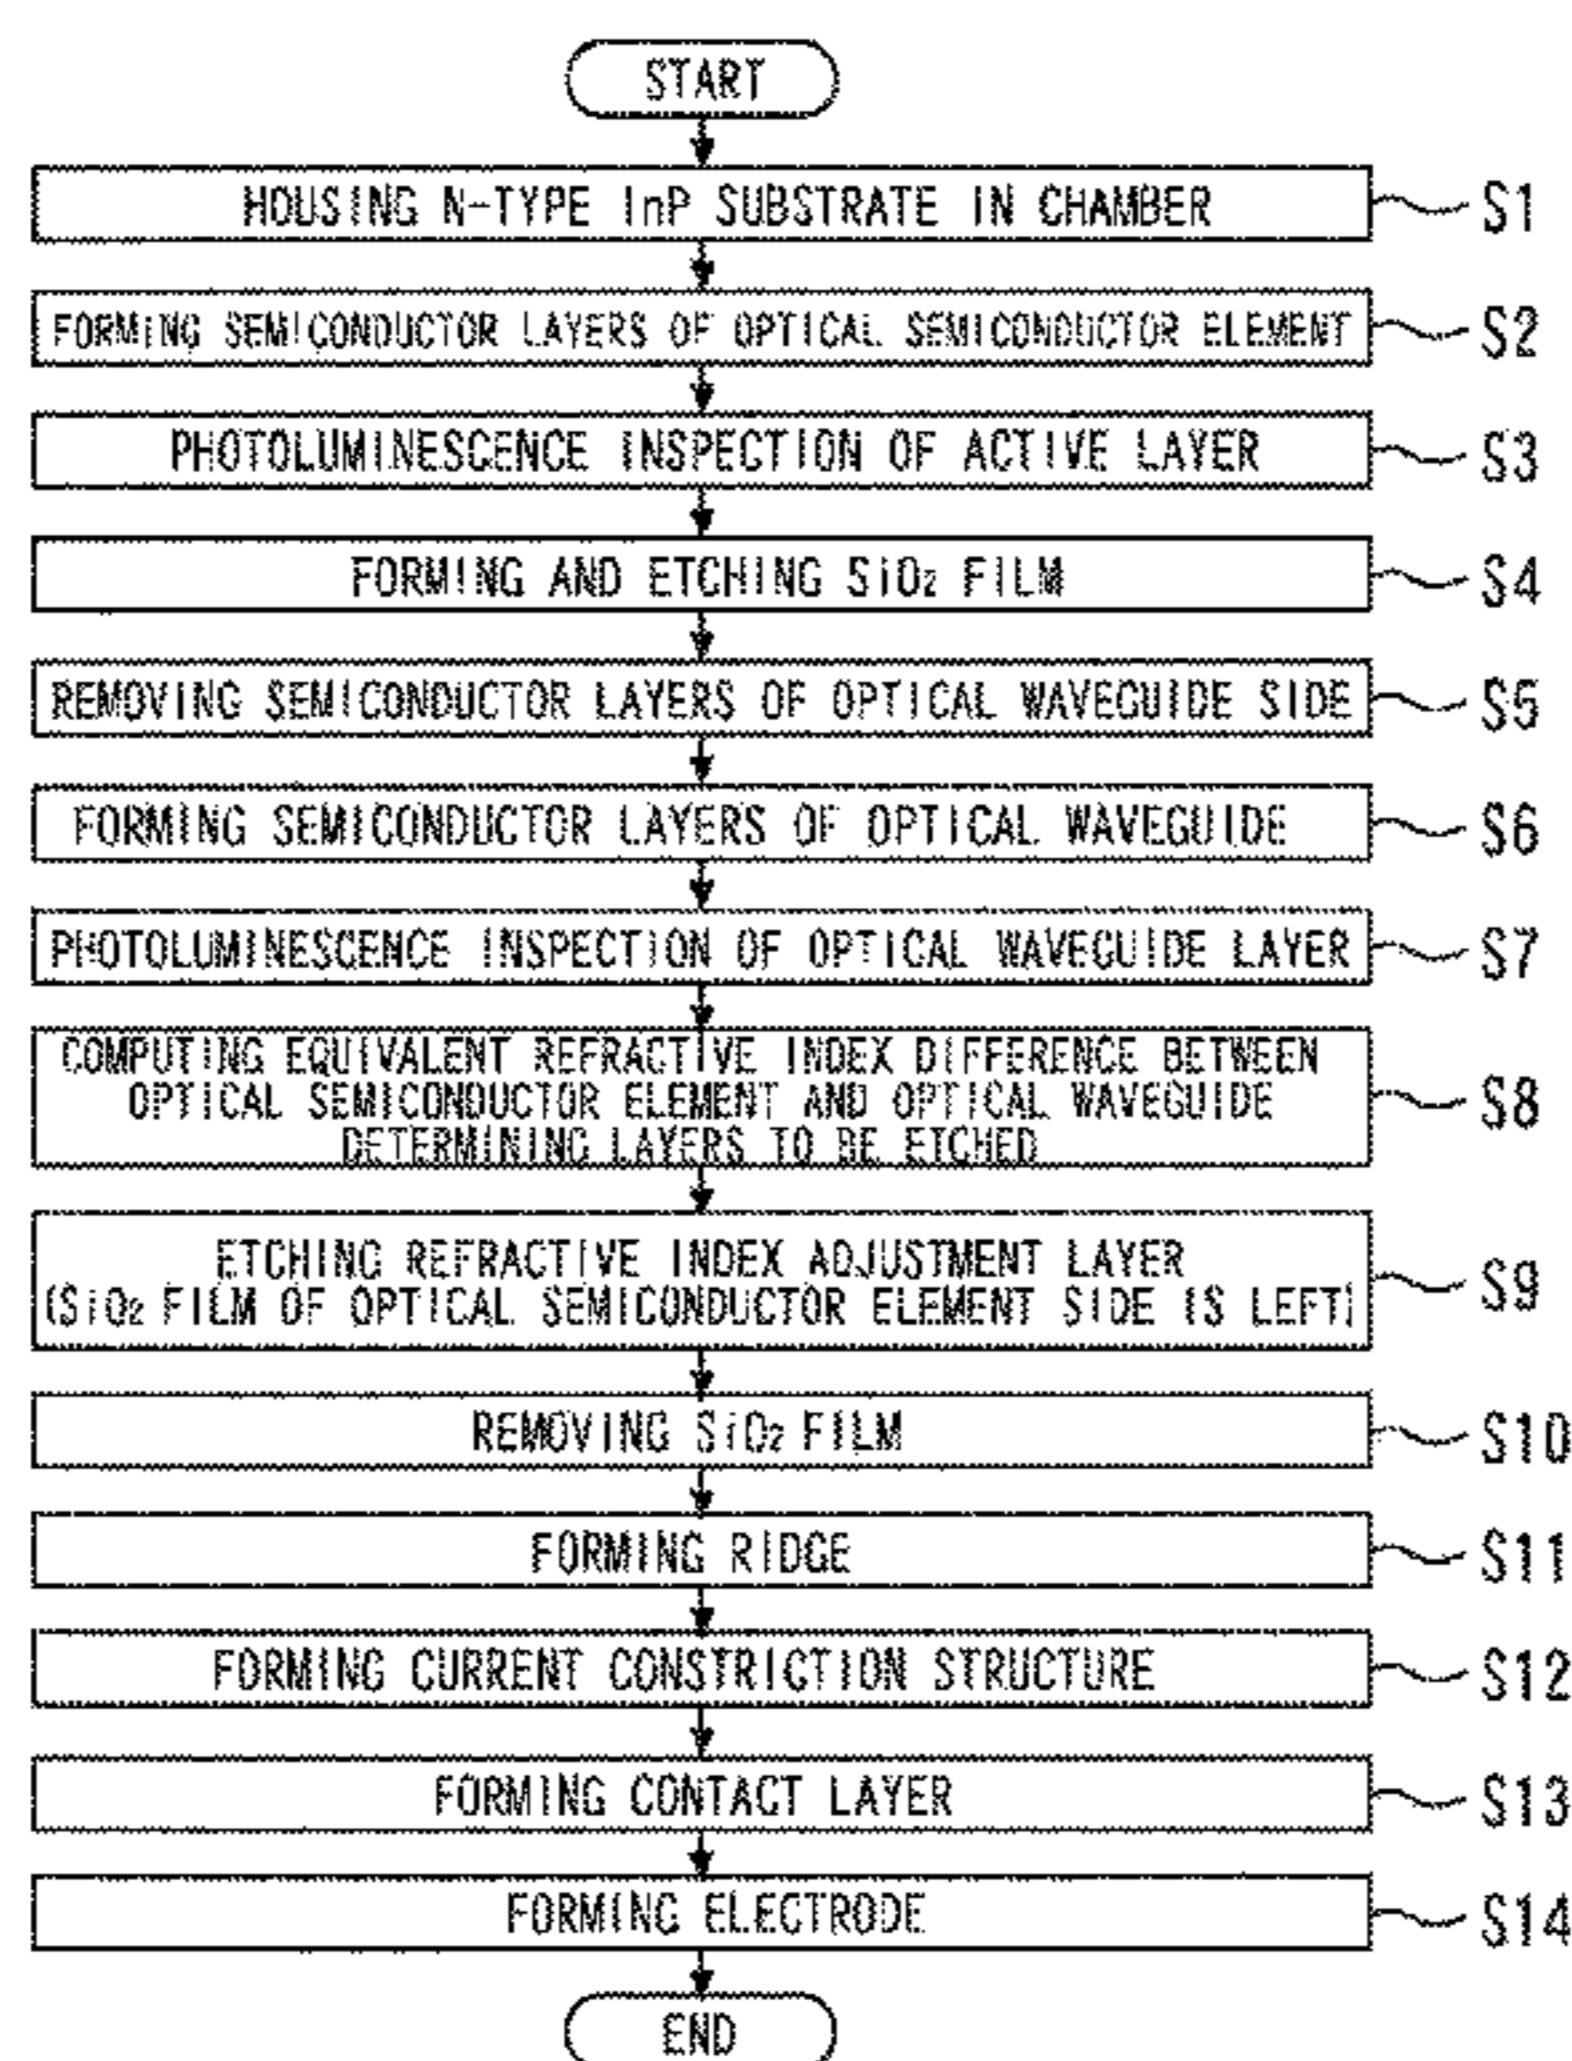 START
HOUSING N-TYPE InP SUBSTRATE IN CHAMBER
S1
FORMING SEMICONDUCTOR LAYERS OF OPTICAL SEMICONDUCTOR ELEMENT
S2
PHOTOLUMINESCENCE INSPECTION OF ACTIVE LAYER
S3
FORMING AND ETCHING SiO₂ FILM
S4
REMOVING SEMICONDUCTOR LAYERS OF OPTICAL WAVEGUIDE SIDE
S5
FORMING SEMICONDUCTOR LAYERS OF OPTICAL WAVEGUIDE
S6
PHOTOLUMINESCENCE INSPECTION OF OPTICAL WAVEGUIDE LAYER
S7
COMPUTING EQUIVALENT REFRACTIVE INDEX DIFFERENCE BETWEEN
OPTICAL SEMICONDUCTOR ELEMENT AND OPTICAL WAVEGUIDE
DETERMINING LAYERS TO BE ETCHED
S8
ETCHING REFRACTIVE INDEX ADJUSTMENT LAYER
(SiO₂ FILM OF OPTICAL SEMICONDUCTOR ELEMENT SIDE IS LEFT)
S9
REMOVING SiO₂ FILM
S10
FORMING RIDGE
S11
FORMING CURRENT CONSTRICTION STRUCTURE
S12
FORMING CONTACT LAYER
S13
FORMING ELECTRODE
S14
END